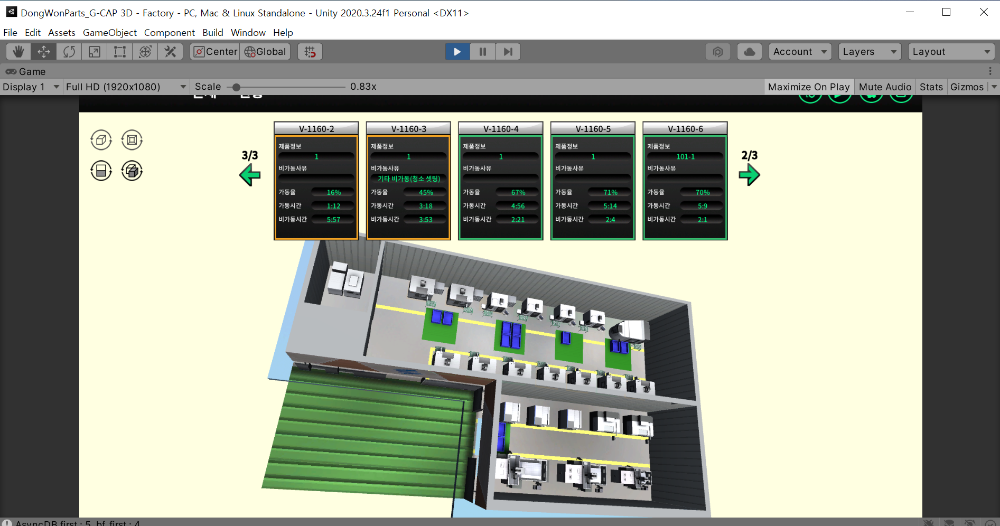 DongWonParts_G-CAP 3D - Factory - PC, Mac & Linux Standalone - Unity 2020.3.24f1 Personal <DX11>
File Edit Assets GameObject Component Build Window Help
Center Global Account Layers Layout
Game
Display 1 Full HD (1920x1080) Scale 0.83x Maximize On Play Mute Audio Stats Gizmos
V-1160-2 V-1160-3 V-1160-4 V-1160-5 V-1160-6
제품정보 제품정보 제품정보 제품정보 제품정보
3/3 1 1 1 1 101-1 2/3
비가동사유 비가동사유 비가동사유 비가동사유 비가동사유
기타 비가동(청소 셋팅)
가동율 16% 가동율 45% 가동율 67% 가동율 71% 가동율 70%
가동시간 1:12 가동시간 3:18 가동시간 4:56 가동시간 5:14 가동시간 5:9
비가동시간 5:57 비가동시간 3:53 비가동시간 2:21 비가동시간 2:4 비가동시간 2:1
AsyncDB first : 5, bf_first : 4